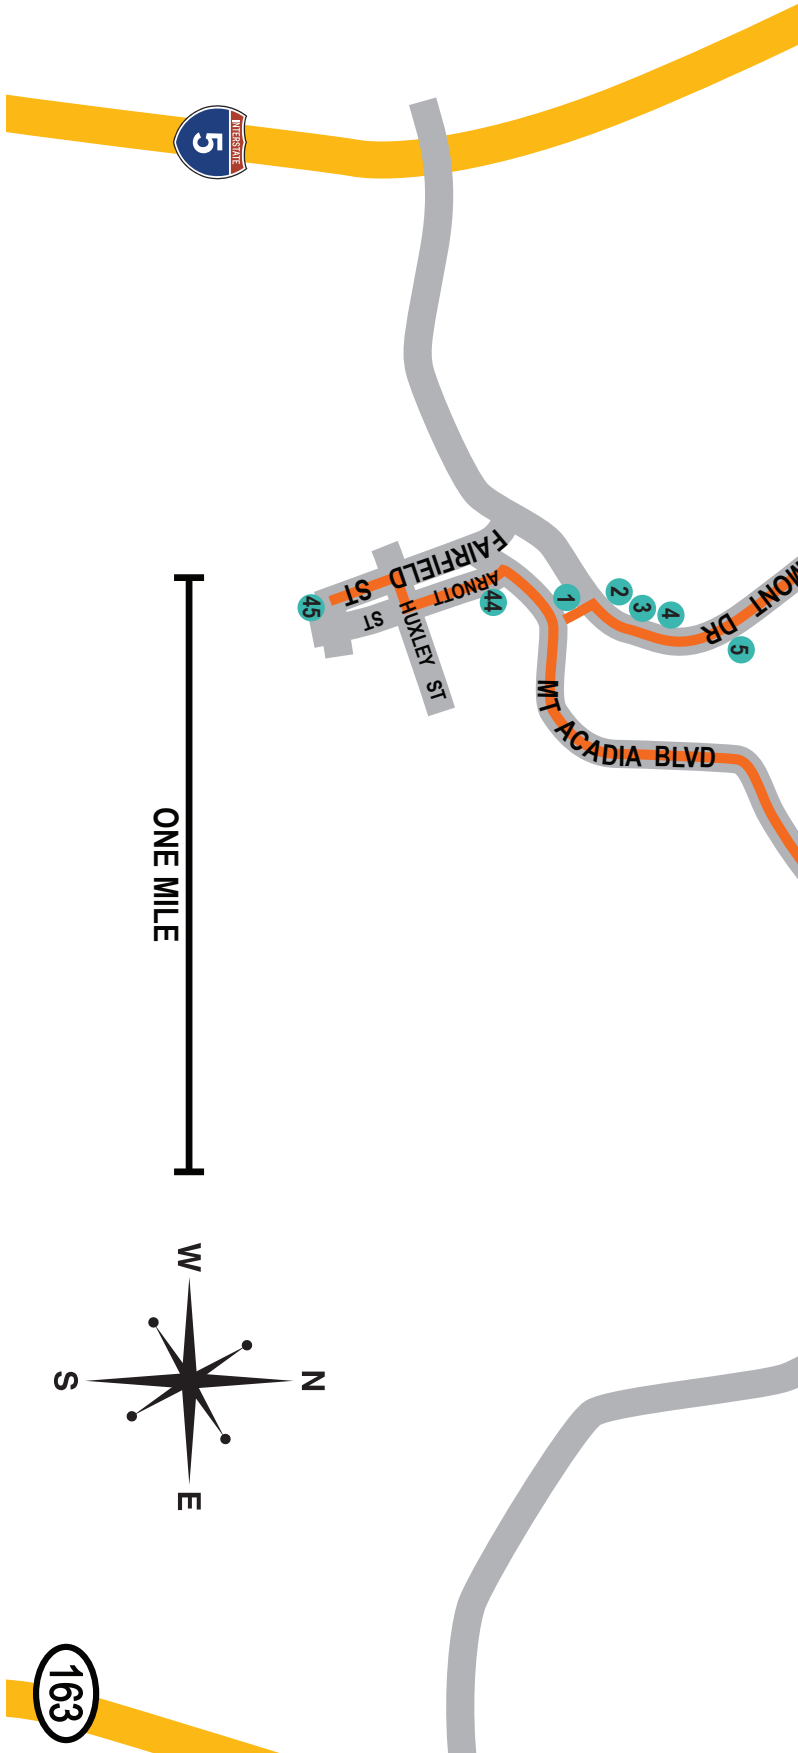 INTERSTATE
5
FAIRFIELD ST
ARNOTT ST
HUXLEY ST
45
44
1
2
3
4
5
MONT DR
MT ACADIA BLVD
ONE MILE
W
N
S
E
163